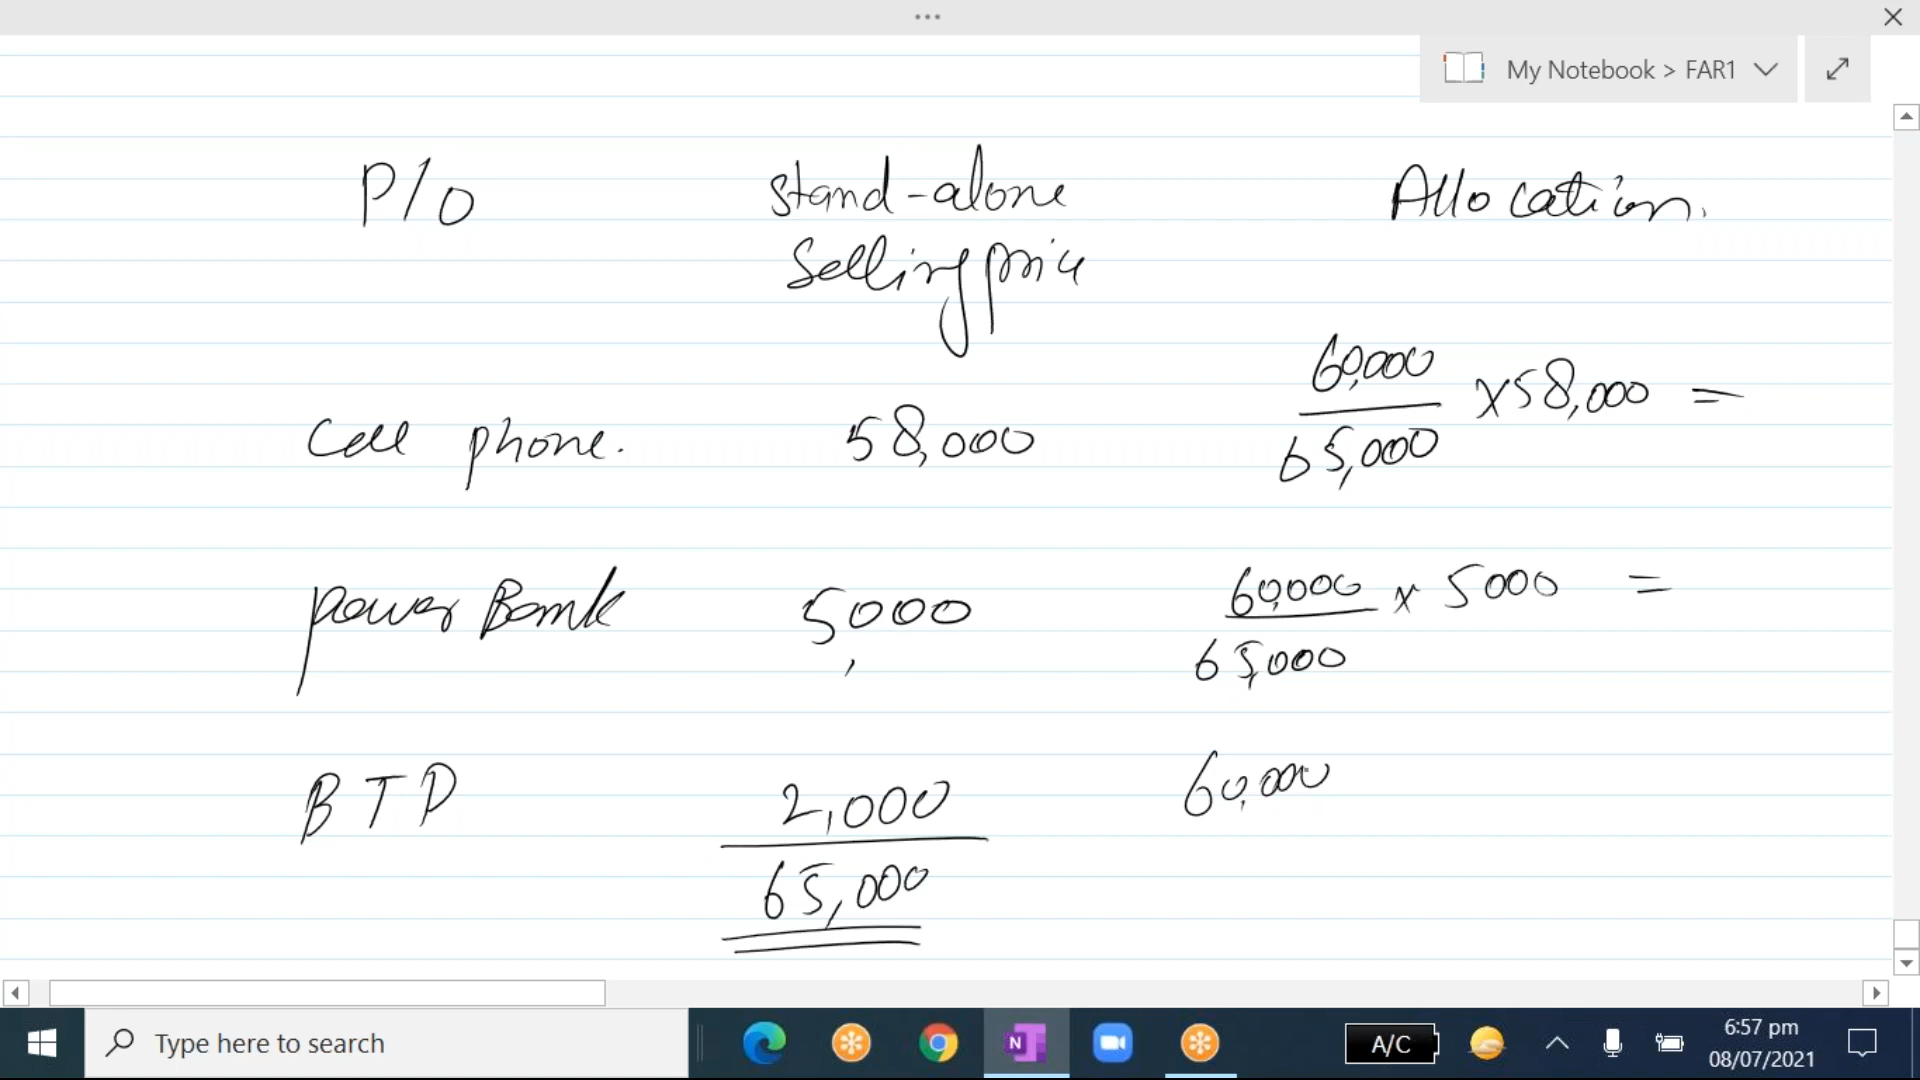 My Notebook > FAR1
P/O stand-alone Allocation.
Selling price
Cell phone. 58,000 60,000 / 65,000 x 58,000 =
power Bank 5,000 60,000 / 65,000 x 5000 =
B T D 2,000 60,000
65,000
Type here to search
A/C
6:57 pm
08/07/2021